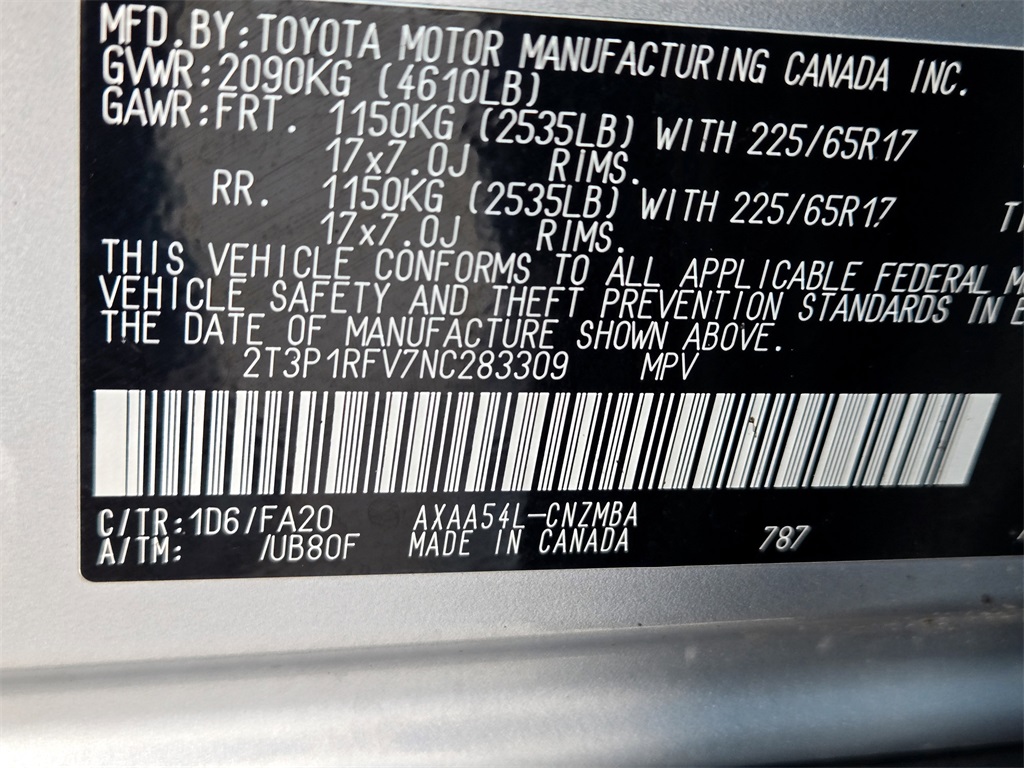 MFD.BY:TOYOTA MOTOR MANUFACTURING CANADA INC.
GVWR:2090KG (4610LB)
GAWR:FRT. 1150KG (2535LB) WITH 225/65R17
17x7.0J RIMS.
RR. 1150KG (2535LB) WITH 225/65R17
17x7.0J RIMS.
THIS VEHICLE CONFORMS TO ALL APPLICABLE FEDERAL
VEHICLE SAFETY AND THEFT PREVENTION STANDARDS IN
THE DATE OF MANUFACTURE SHOWN ABOVE.
2T3P1RFV7NC283309 MPV
C/TR:1D6/FA20 AXAA54L-CNZMBA
A/TM: /UB80F MADE IN CANADA 787